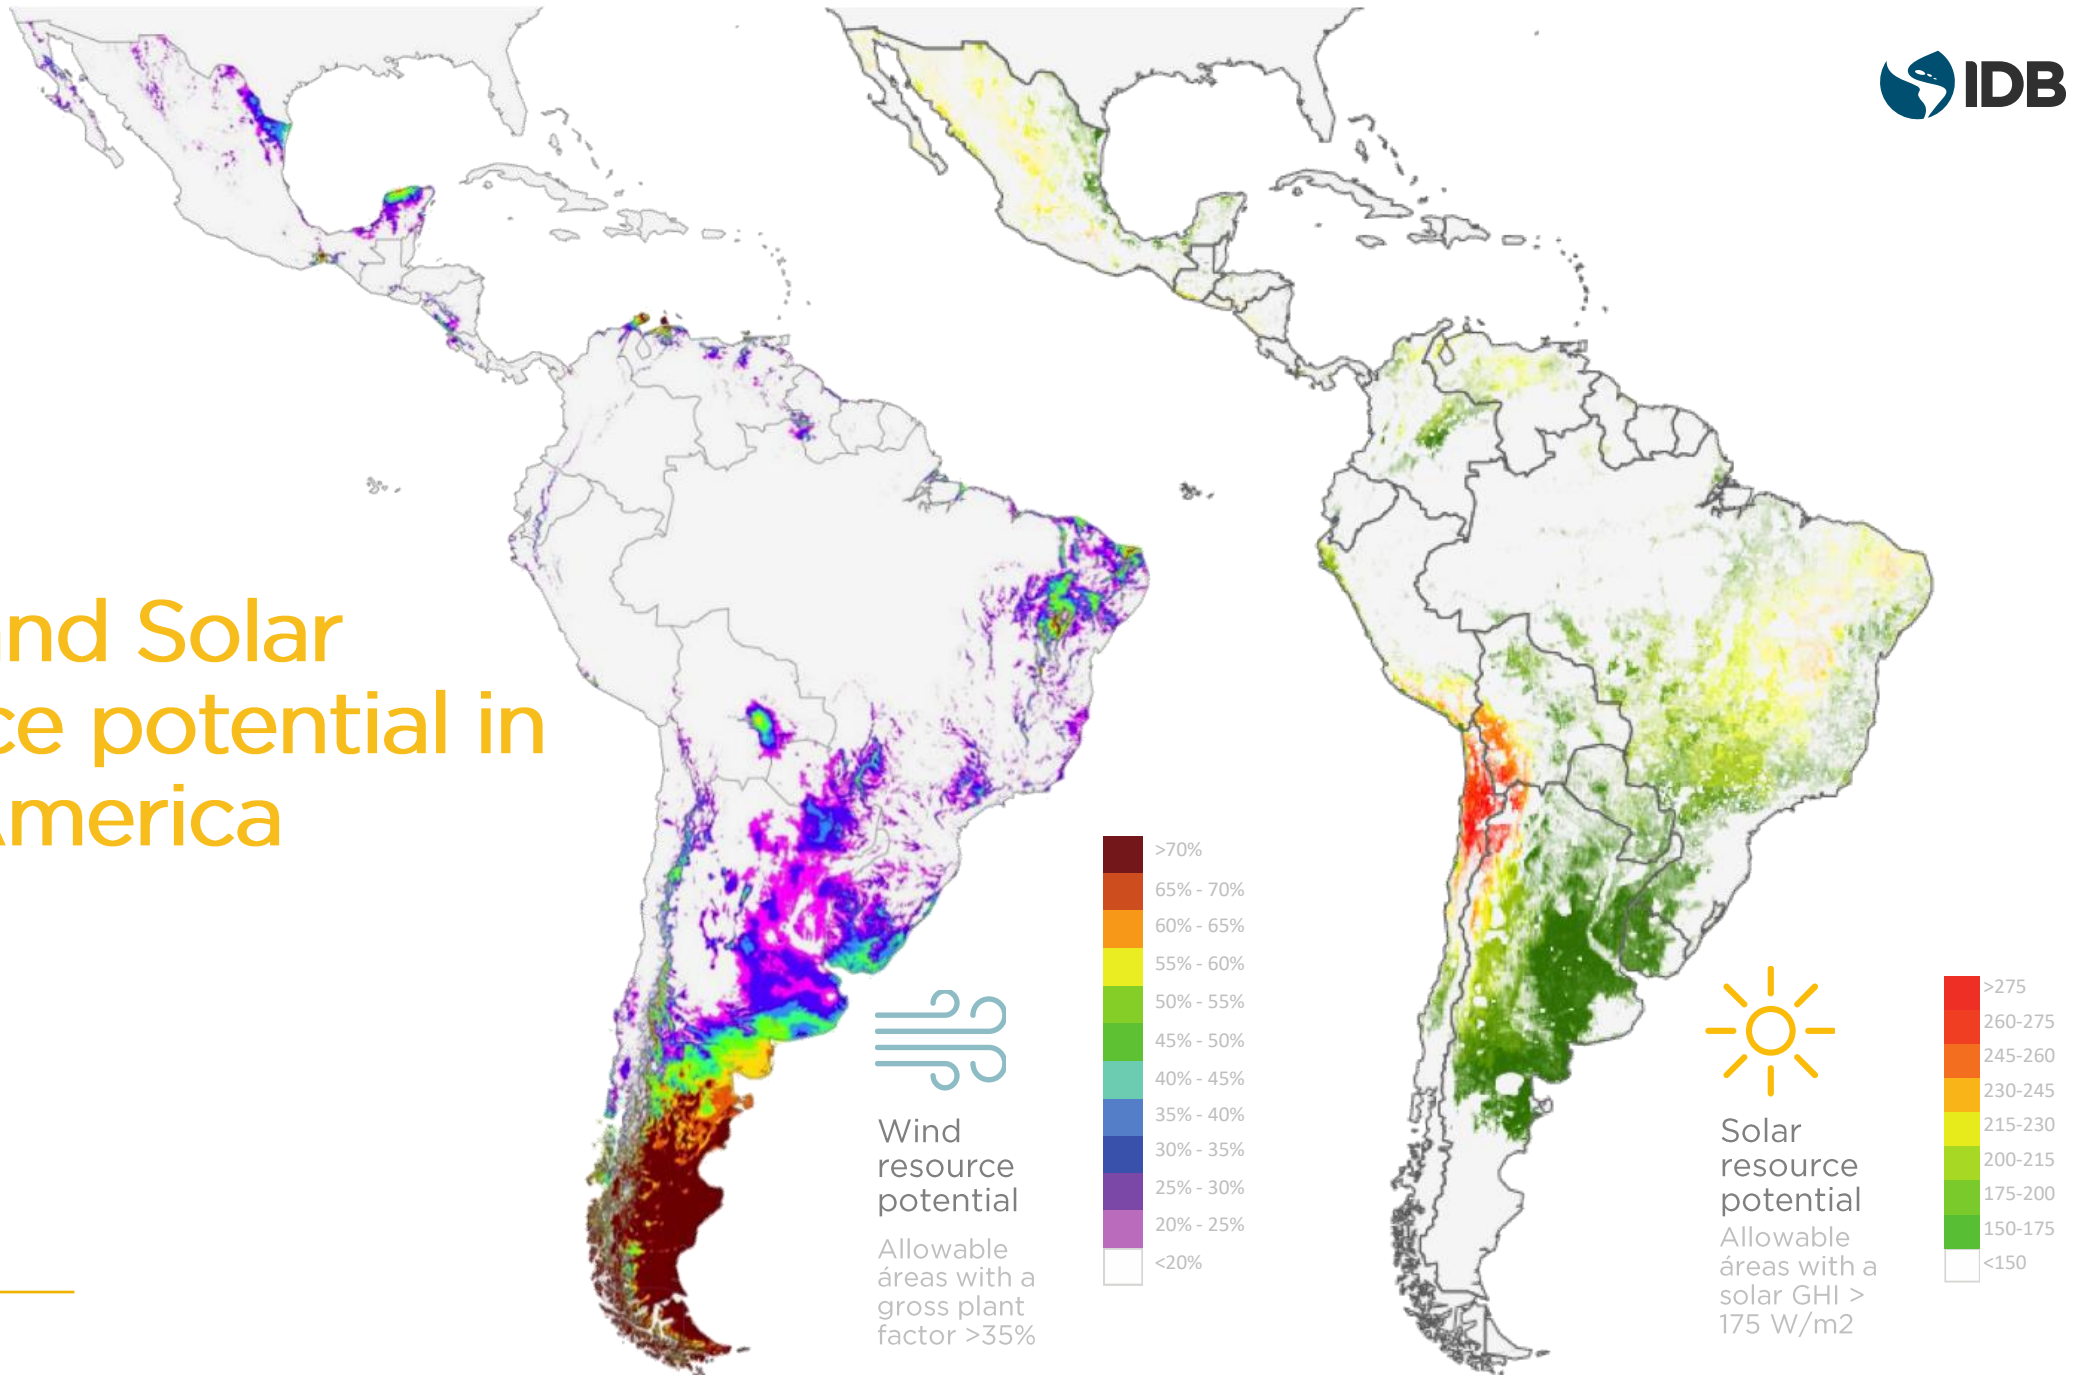 IDB
nd Solar
ce potential in
America
Wind
resource
potential
Allowable
áreas with a
gross plant
factor >35%
>70%
65% - 70%
60% - 65%
55% - 60%
50% - 55%
45% - 50%
40% - 45%
35% - 40%
30% - 35%
25% - 30%
20% - 25%
<20%
Solar
resource
potential
Allowable
áreas with a
solar GHI >
175 W/m2
>275
260-275
245-260
230-245
215-230
200-215
175-200
150-175
<150